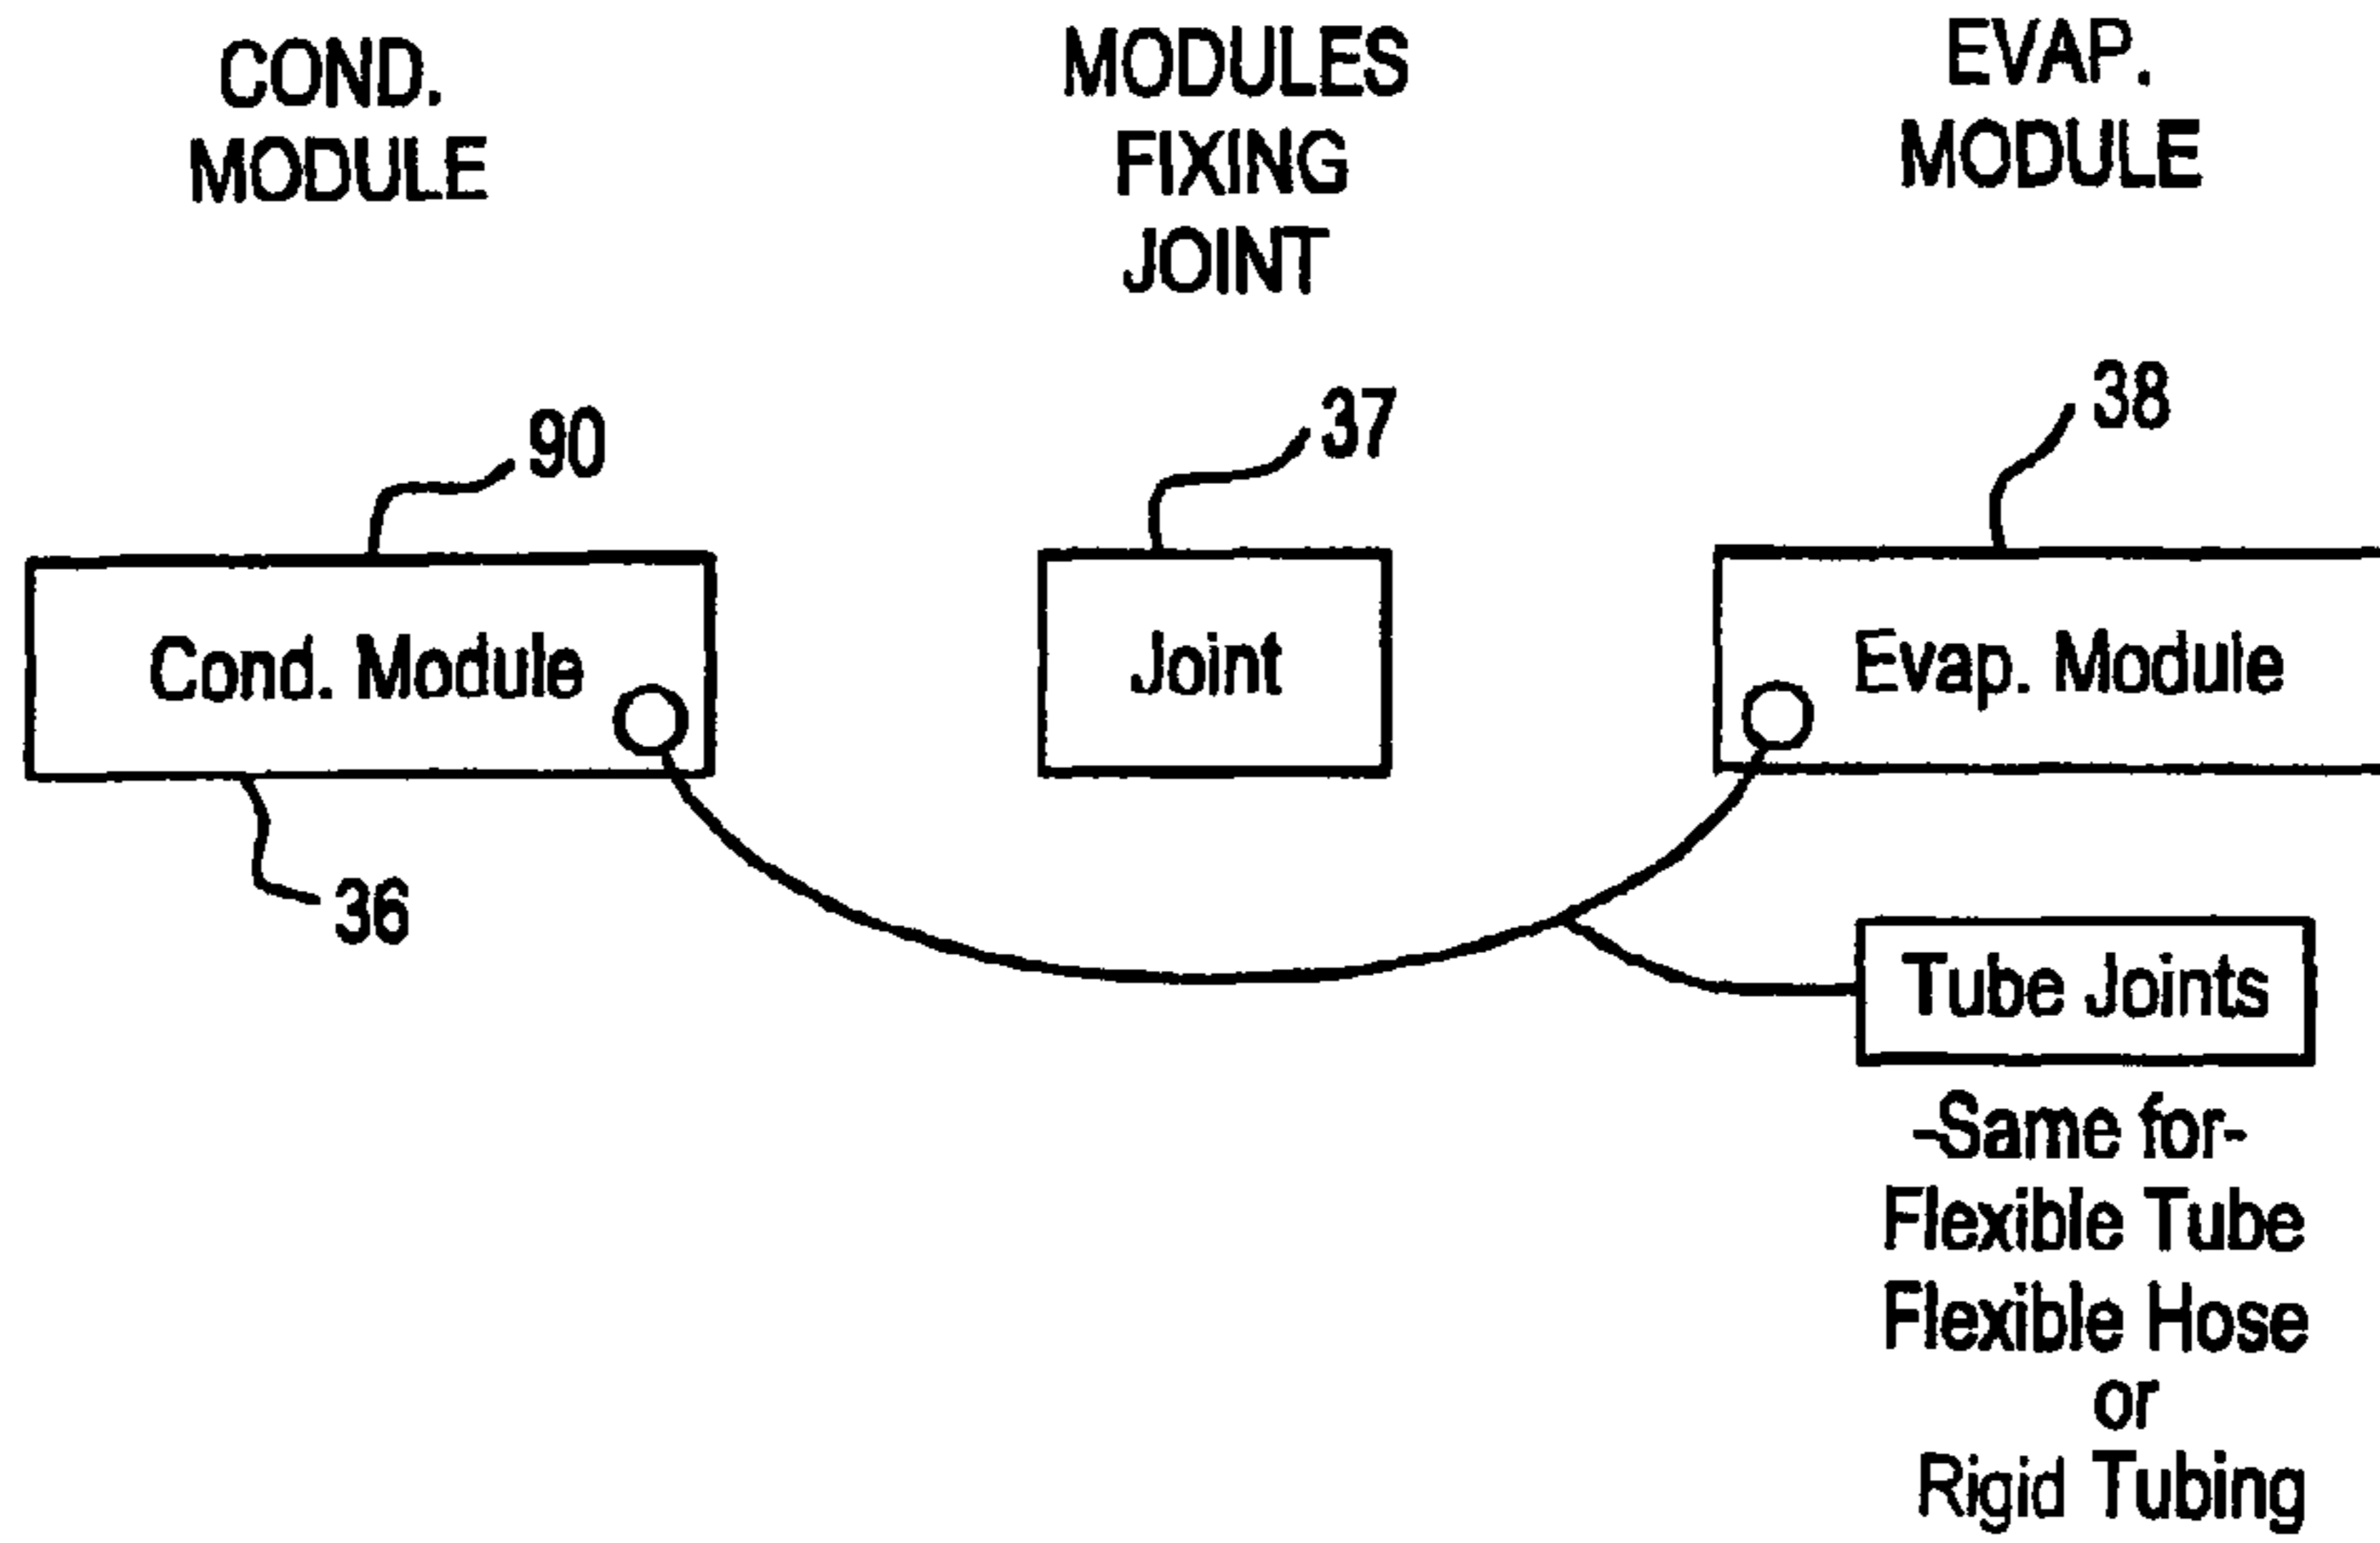 COND.
MODULE
MODULES
FIXING
JOINT
EVAP.
MODULE
90
37
38
Cond. Module
Joint
Evap. Module
36
Tube Joints
-Same for-
Flexible Tube
Flexible Hose
or
Rigid Tubing